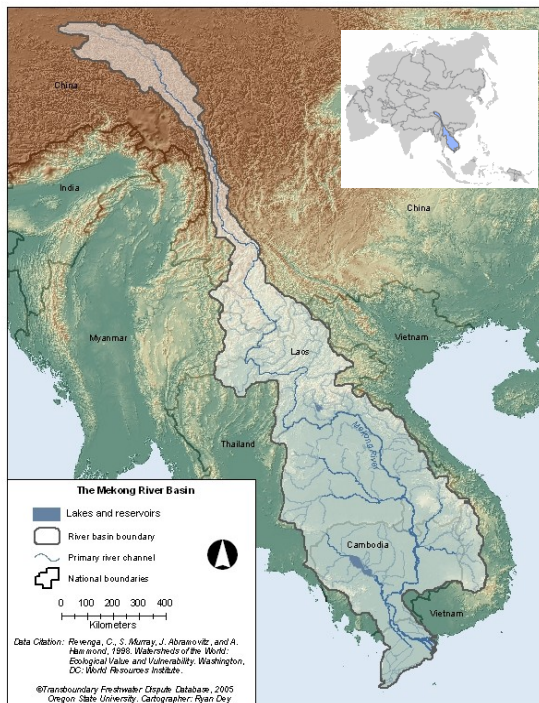 China
India
China
Myanmar
Vietnam
Laos
Mekong River
Thailand
Cambodia
Vietnam
The Mekong River Basin
Lakes and reservoirs
River basin boundary
Primary river channel
National boundaries
0 100 200 300 400
Kilometers
Data Citation: Revenga, C., S. Murray, J. Abramovitz, and A.
Hammond, 1998. Watersheds of the World:
Ecological Value and Vulnerability. Washington,
DC: World Resources Institute.
©Transboundary Freshwater Dispute Database, 2005
Oregon State University. Cartographer: Ryan Dey